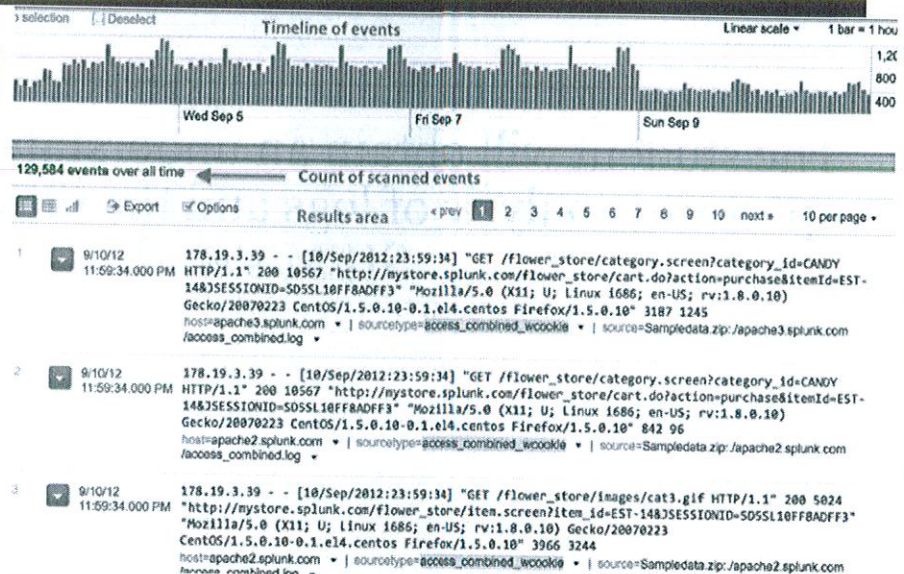 selection Deselect
Timeline of events
Linear scale
1 bar = 1 hou
1,20
800
400
Wed Sep 5
Fri Sep 7
Sun Sep 9
129,584 events over all time
Count of scanned events
Export
Options
Results area
« prev 1 2 3 4 5 6 7 8 9 10 next »
10 per page
1
9/10/12
11:59:34.000 PM
178.19.3.39 - - [10/Sep/2012:23:59:34] "GET /flower_store/category.screen?category_id=CANDY
HTTP/1.1" 200 10567 "http://mystore.splunk.com/flower_store/cart.do?action=purchase&itemId=EST-
14&JSESSIONID=SD5SL10FF8ADFF3" "Mozilla/5.0 (X11; U; Linux i686; en-US; rv:1.8.0.10)
Gecko/20070223 CentOS/1.5.0.10-0.1.el4.centos Firefox/1.5.0.10" 3187 1245
host=apache3.splunk.com | sourcetype=access_combined_wcookie | source=Sampledata.zip:/apache3.splunk.com
/access_combined.log
2
9/10/12
11:59:34.000 PM
178.19.3.39 - - [10/Sep/2012:23:59:34] "GET /flower_store/category.screen?category_id=CANDY
HTTP/1.1" 200 10567 "http://mystore.splunk.com/flower_store/cart.do?action=purchase&itemId=EST-
14&JSESSIONID=SD5SL10FF8ADFF3" "Mozilla/5.0 (X11; U; Linux i686; en-US; rv:1.8.0.10)
Gecko/20070223 CentOS/1.5.0.10-0.1.el4.centos Firefox/1.5.0.10" 842 96
host=apache2.splunk.com | sourcetype=access_combined_wcookie | source=Sampledata.zip:/apache2.splunk.com
/access_combined.log
3
9/10/12
11:59:34.000 PM
178.19.3.39 - - [10/Sep/2012:23:59:34] "GET /flower_store/images/cat3.gif HTTP/1.1" 200 5024
"http://mystore.splunk.com/flower_store/item.screen?item_id=EST-14&JSESSIONID=SD5SL10FF8ADFF3"
"Mozilla/5.0 (X11; U; Linux i686; en-US; rv:1.8.0.10) Gecko/20070223
CentOS/1.5.0.10-0.1.el4.centos Firefox/1.5.0.10" 3966 3244
host=apache2.splunk.com | sourcetype=access_combined_wcookie | source=Sampledata.zip:/apache2.splunk.com
/access_combined.log